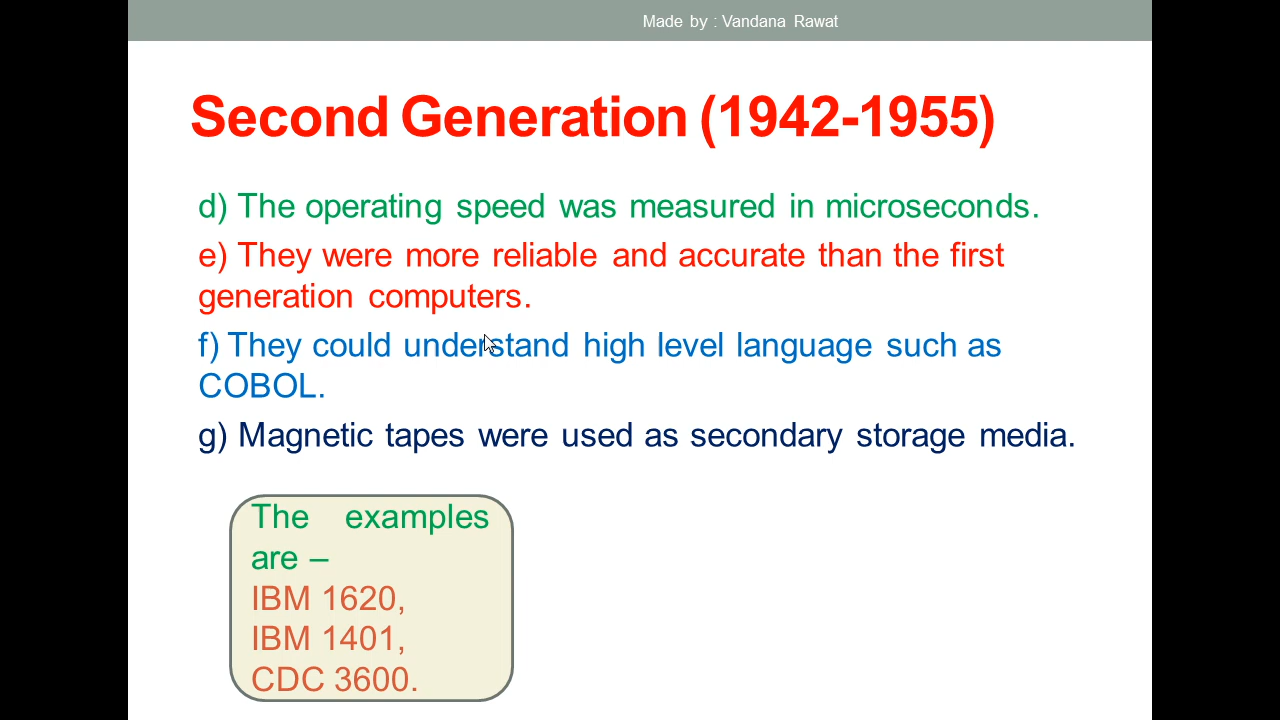 Made by : Vandana Rawat
Second Generation (1942-1955)
d) The operating speed was measured in microseconds.
e) They were more reliable and accurate than the first
generation computers.
f) They could understand high level language such as
COBOL.
g) Magnetic tapes were used as secondary storage media.
The examples
are –
IBM 1620,
IBM 1401,
CDC 3600.